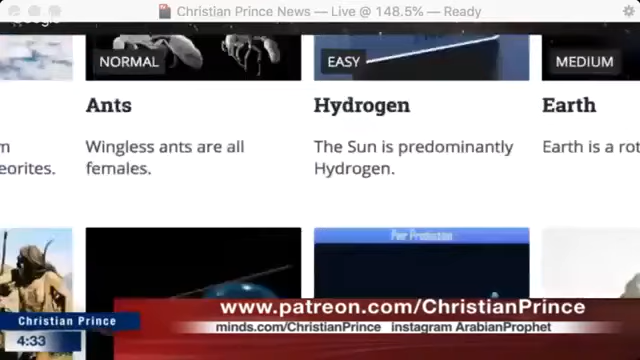 Christian Prince News — Live @ 148.5% — Ready
NORMAL
EASY
MEDIUM
Ants
Hydrogen
Earth
Wingless ants are all
females.
The Sun is predominantly
Hydrogen.
Earth is a rot
m
eorites.
Pair Production
www.patreon.com/ChristianPrince
minds.com/ChristianPrince instagram ArabianProphet
Christian Prince
4:33